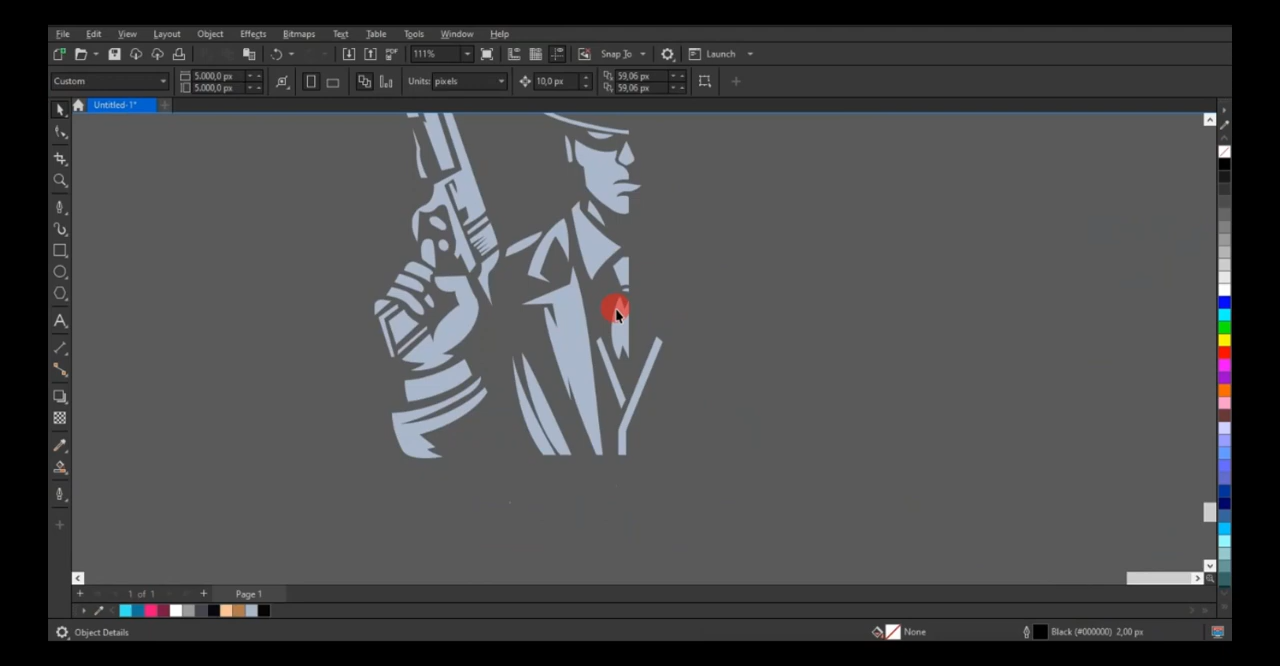 File Edit View Layout Object Effects Bitmaps Text Table Tools Window Help
PDF 111% Snap To Launch
Custom 5.000,0 px 5.000,0 px Units: pixels 10,0 px 59,06 px 59,06 px
Untitled-1*
1 of 1 Page 1
Object Details None Black (#000000) 2,00 px